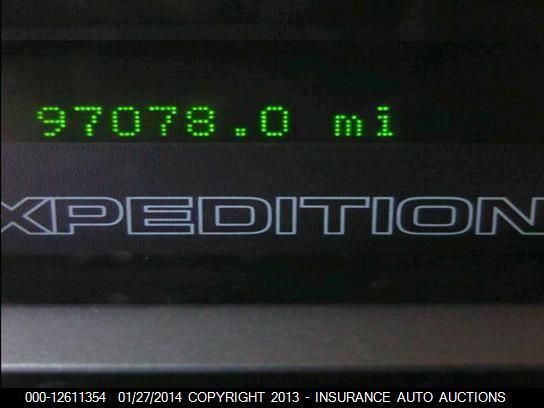 97078.0 mi
XPEDITION
000-12611354 01/27/2014 COPYRIGHT 2013 - INSURANCE AUTO AUCTIONS